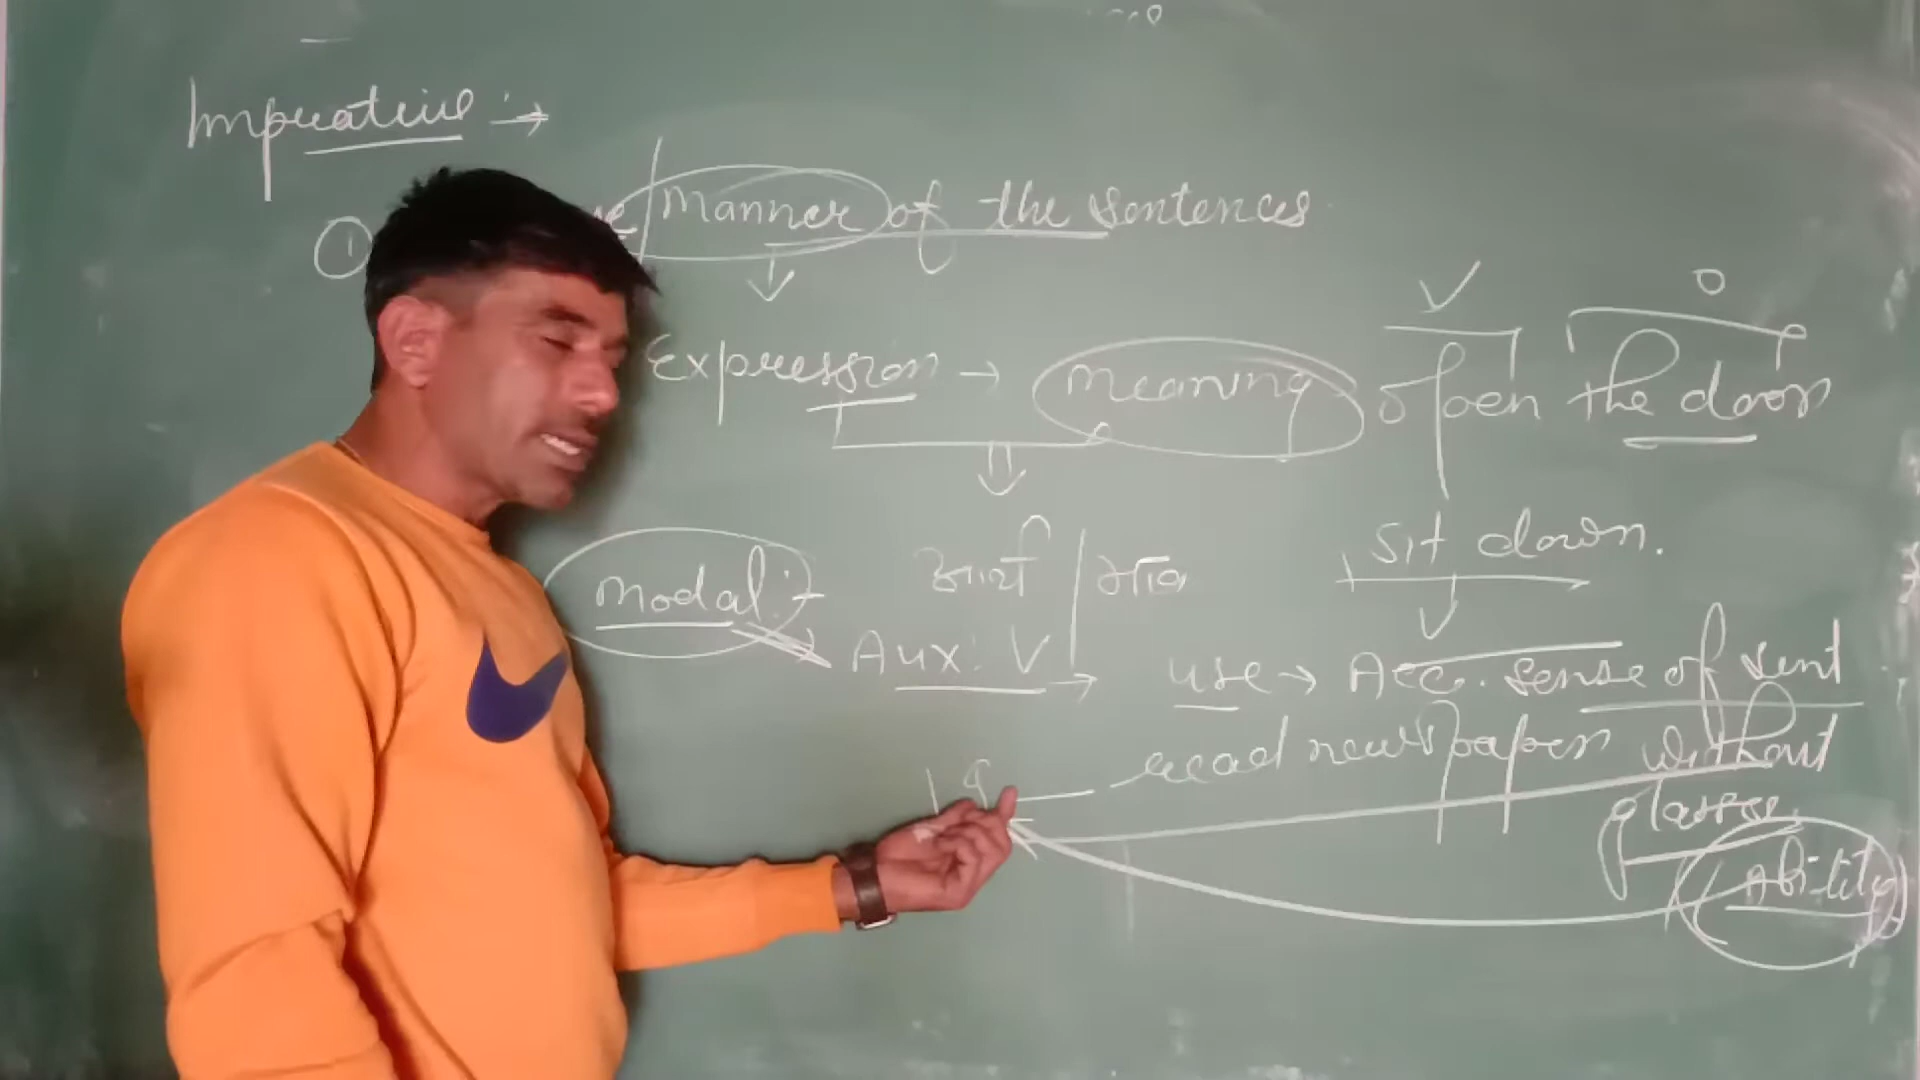 Imperative :→
① manner of the sentences
Expression → meaning open the door
sit down.
modal :- अर्थ / भाव
Aux. V → use → Acc. sense of sent
read newspaper without
glasses.
Ability